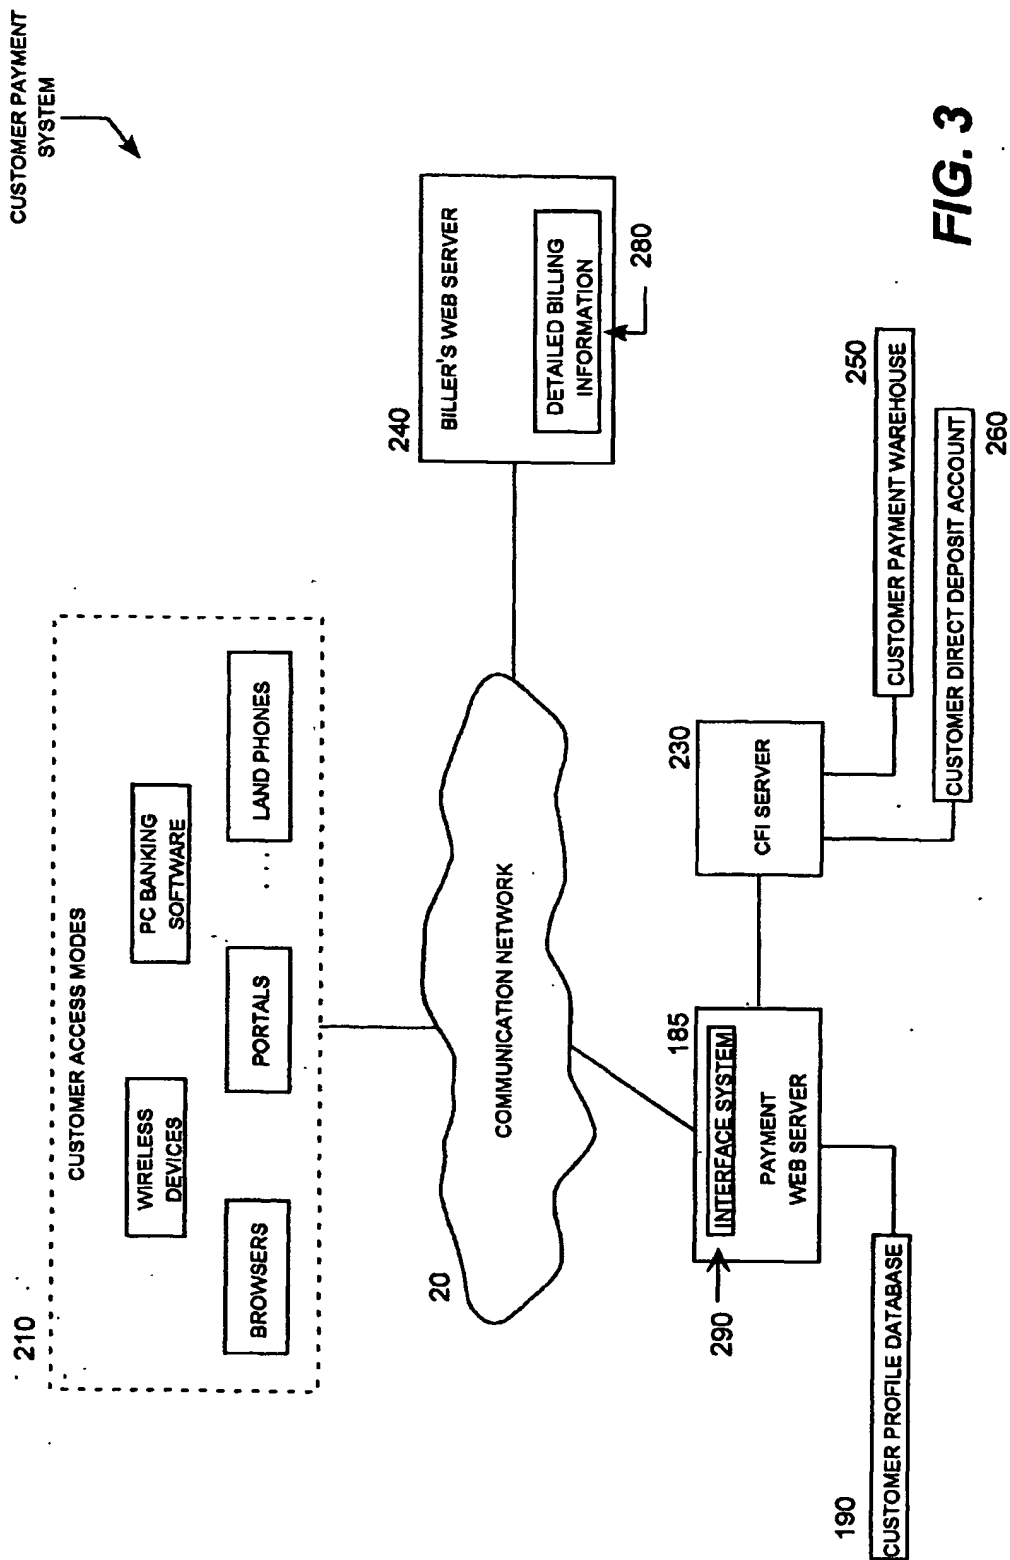 CUSTOMER PAYMENT
SYSTEM
210
CUSTOMER ACCESS MODES
WIRELESS
DEVICES
PC BANKING
SOFTWARE
BROWSERS
PORTALS
....
LAND PHONES
20
COMMUNICATION NETWORK
240
BILLER'S WEB SERVER
DETAILED BILLING
INFORMATION
280
290
185
INTERFACE SYSTEM
PAYMENT
WEB SERVER
230
CFI SERVER
190
CUSTOMER PROFILE DATABASE
250
CUSTOMER PAYMENT WAREHOUSE
CUSTOMER DIRECT DEPOSIT ACCOUNT
260
FIG. 3